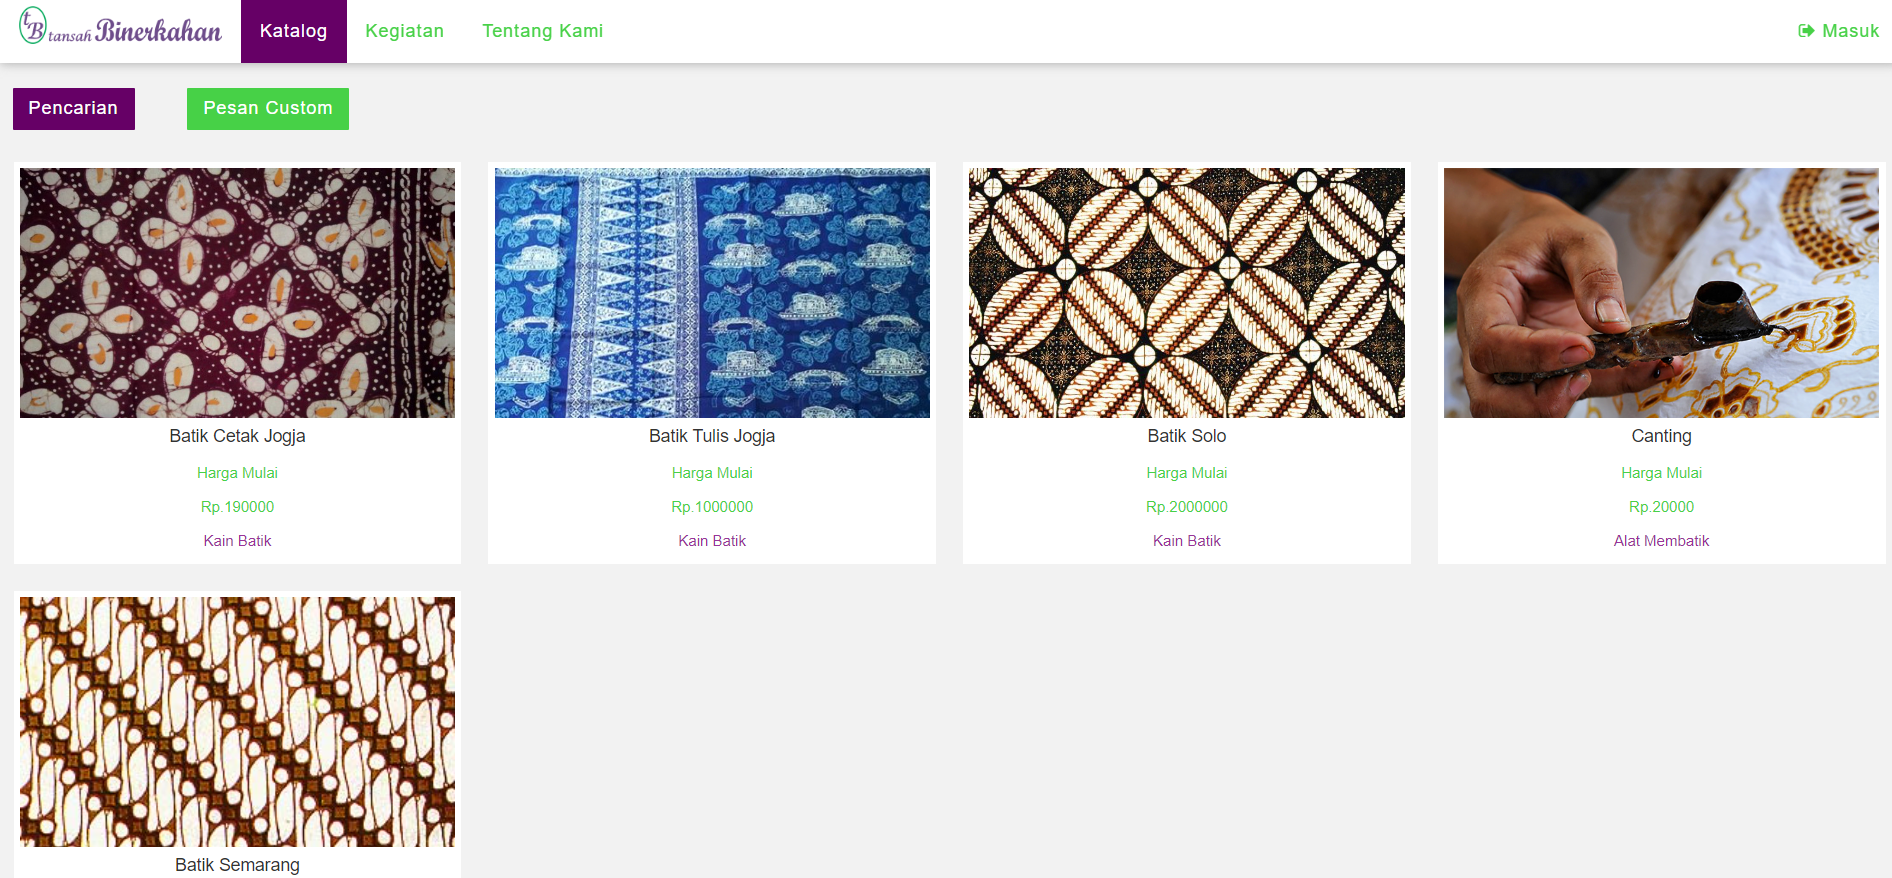 tB tansah Binerkahan
Katalog
Kegiatan
Tentang Kami
Masuk
Pencarian
Pesan Custom
Batik Cetak Jogja
Harga Mulai
Rp.190000
Kain Batik
Batik Tulis Jogja
Harga Mulai
Rp.1000000
Kain Batik
Batik Solo
Harga Mulai
Rp.2000000
Kain Batik
Canting
Harga Mulai
Rp.20000
Alat Membatik
Batik Semarang